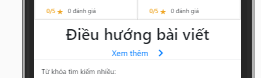 0/5 ★ 0 đánh giá 0/5 ★ 0 đánh giá
Điều hướng bài viết
Xem thêm >
Từ khóa tìm kiếm nhiều: